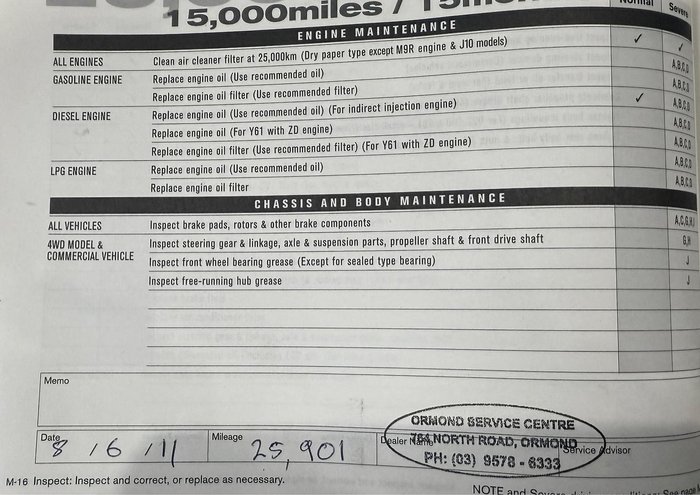 15,000miles /
Severe
ENGINE MAINTENANCE
ALL ENGINES Clean air cleaner filter at 25,000km (Dry paper type except M9R engine & J10 models) ✓ ✓
GASOLINE ENGINE Replace engine oil (Use recommended oil) A,B,C,D
Replace engine oil filter (Use recommended filter) A,B,C,D
DIESEL ENGINE Replace engine oil (Use recommended oil) (For indirect injection engine) ✓ A,B,C,D
Replace engine oil (For Y61 with ZD engine) A,B,C,D
Replace engine oil filter (Use recommended filter) (For Y61 with ZD engine) A,B,C,D
LPG ENGINE Replace engine oil (Use recommended oil) A,B,C,D
Replace engine oil filter A,B,C,D
CHASSIS AND BODY MAINTENANCE
ALL VEHICLES Inspect brake pads, rotors & other brake components A,C,G,H,
4WD MODEL & Inspect steering gear & linkage, axle & suspension parts, propeller shaft & front drive shaft G,H
COMMERCIAL VEHICLE Inspect front wheel bearing grease (Except for sealed type bearing) J
Inspect free-running hub grease J
Memo
ORMOND SERVICE CENTRE
Date 8 / 6 / 11 Mileage 25,901 Dealer Name 784 NORTH ROAD, ORMOND Service Advisor
PH: (03) 9578 - 6333
M-16 Inspect: Inspect and correct, or replace as necessary.
NOTE and Severe